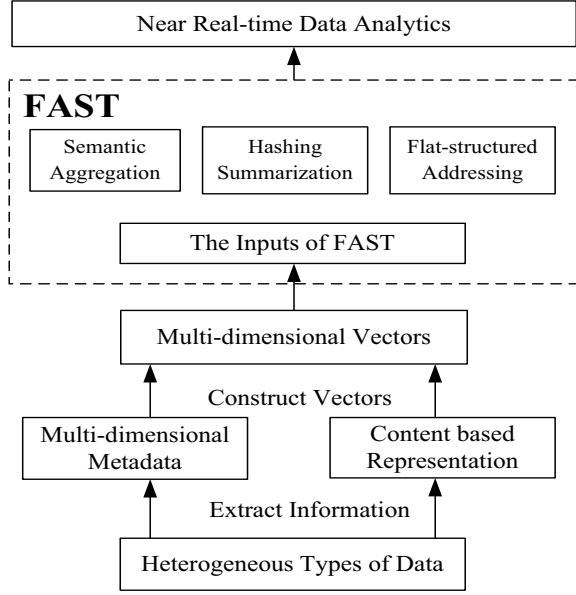 Near Real-time Data Analytics
FAST
Semantic
Aggregation
Hashing
Summarization
Flat-structured
Addressing
The Inputs of FAST
Multi-dimensional Vectors
Construct Vectors
Multi-dimensional
Metadata
Content based
Representation
Extract Information
Heterogeneous Types of Data